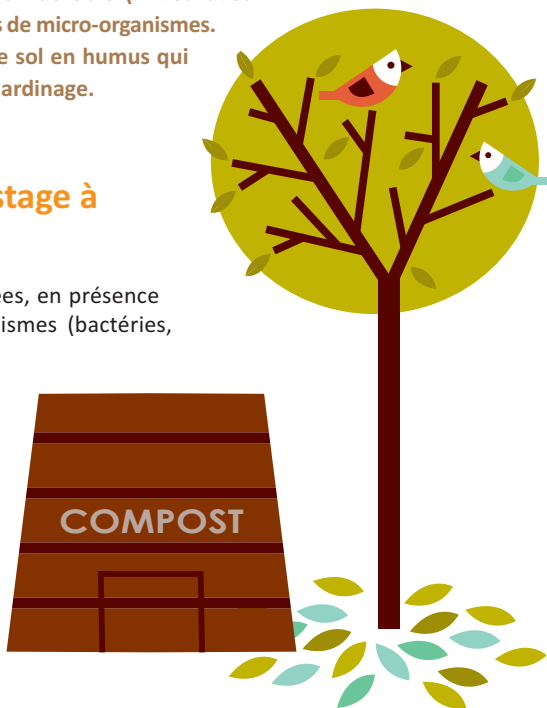 s de micro-organismes.
e sol en humus qui
ardinage.
stage à
es, en présence
ismes (bactéries,
COMPOST